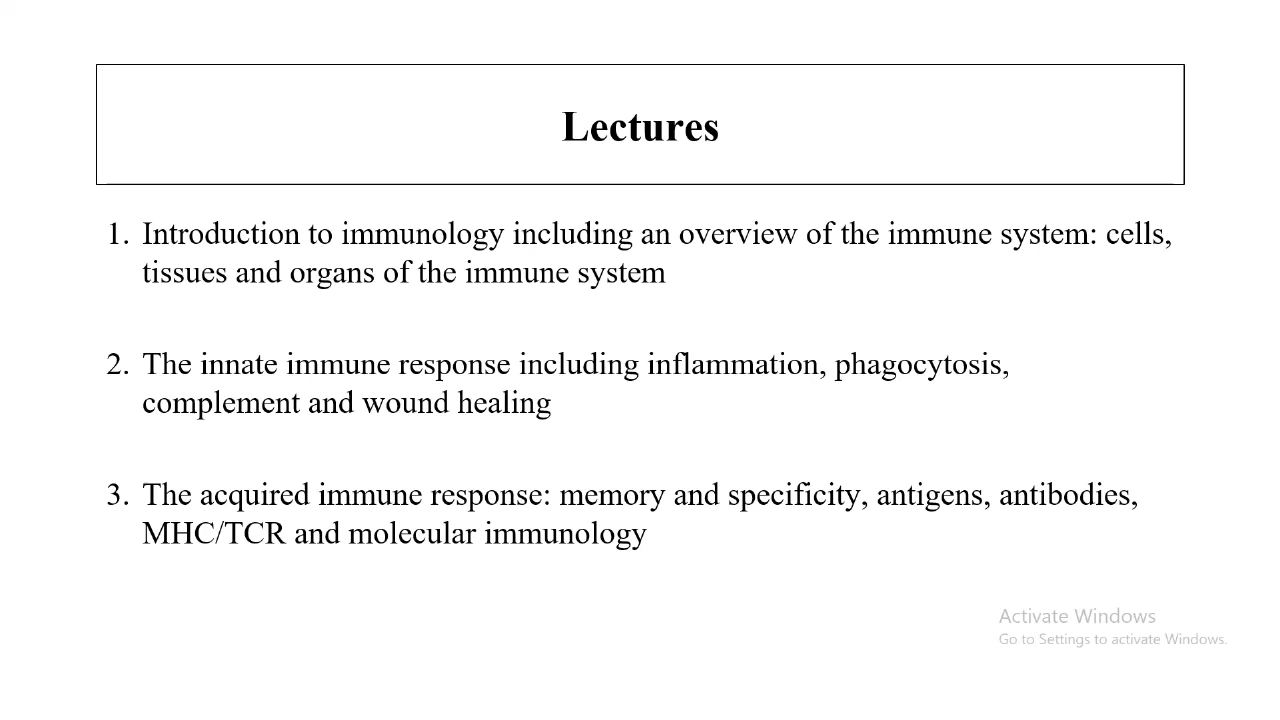 Lectures
1. Introduction to immunology including an overview of the immune system: cells,
tissues and organs of the immune system
2. The innate immune response including inflammation, phagocytosis,
complement and wound healing
3. The acquired immune response: memory and specificity, antigens, antibodies,
MHC/TCR and molecular immunology
Activate Windows
Go to Settings to activate Windows.